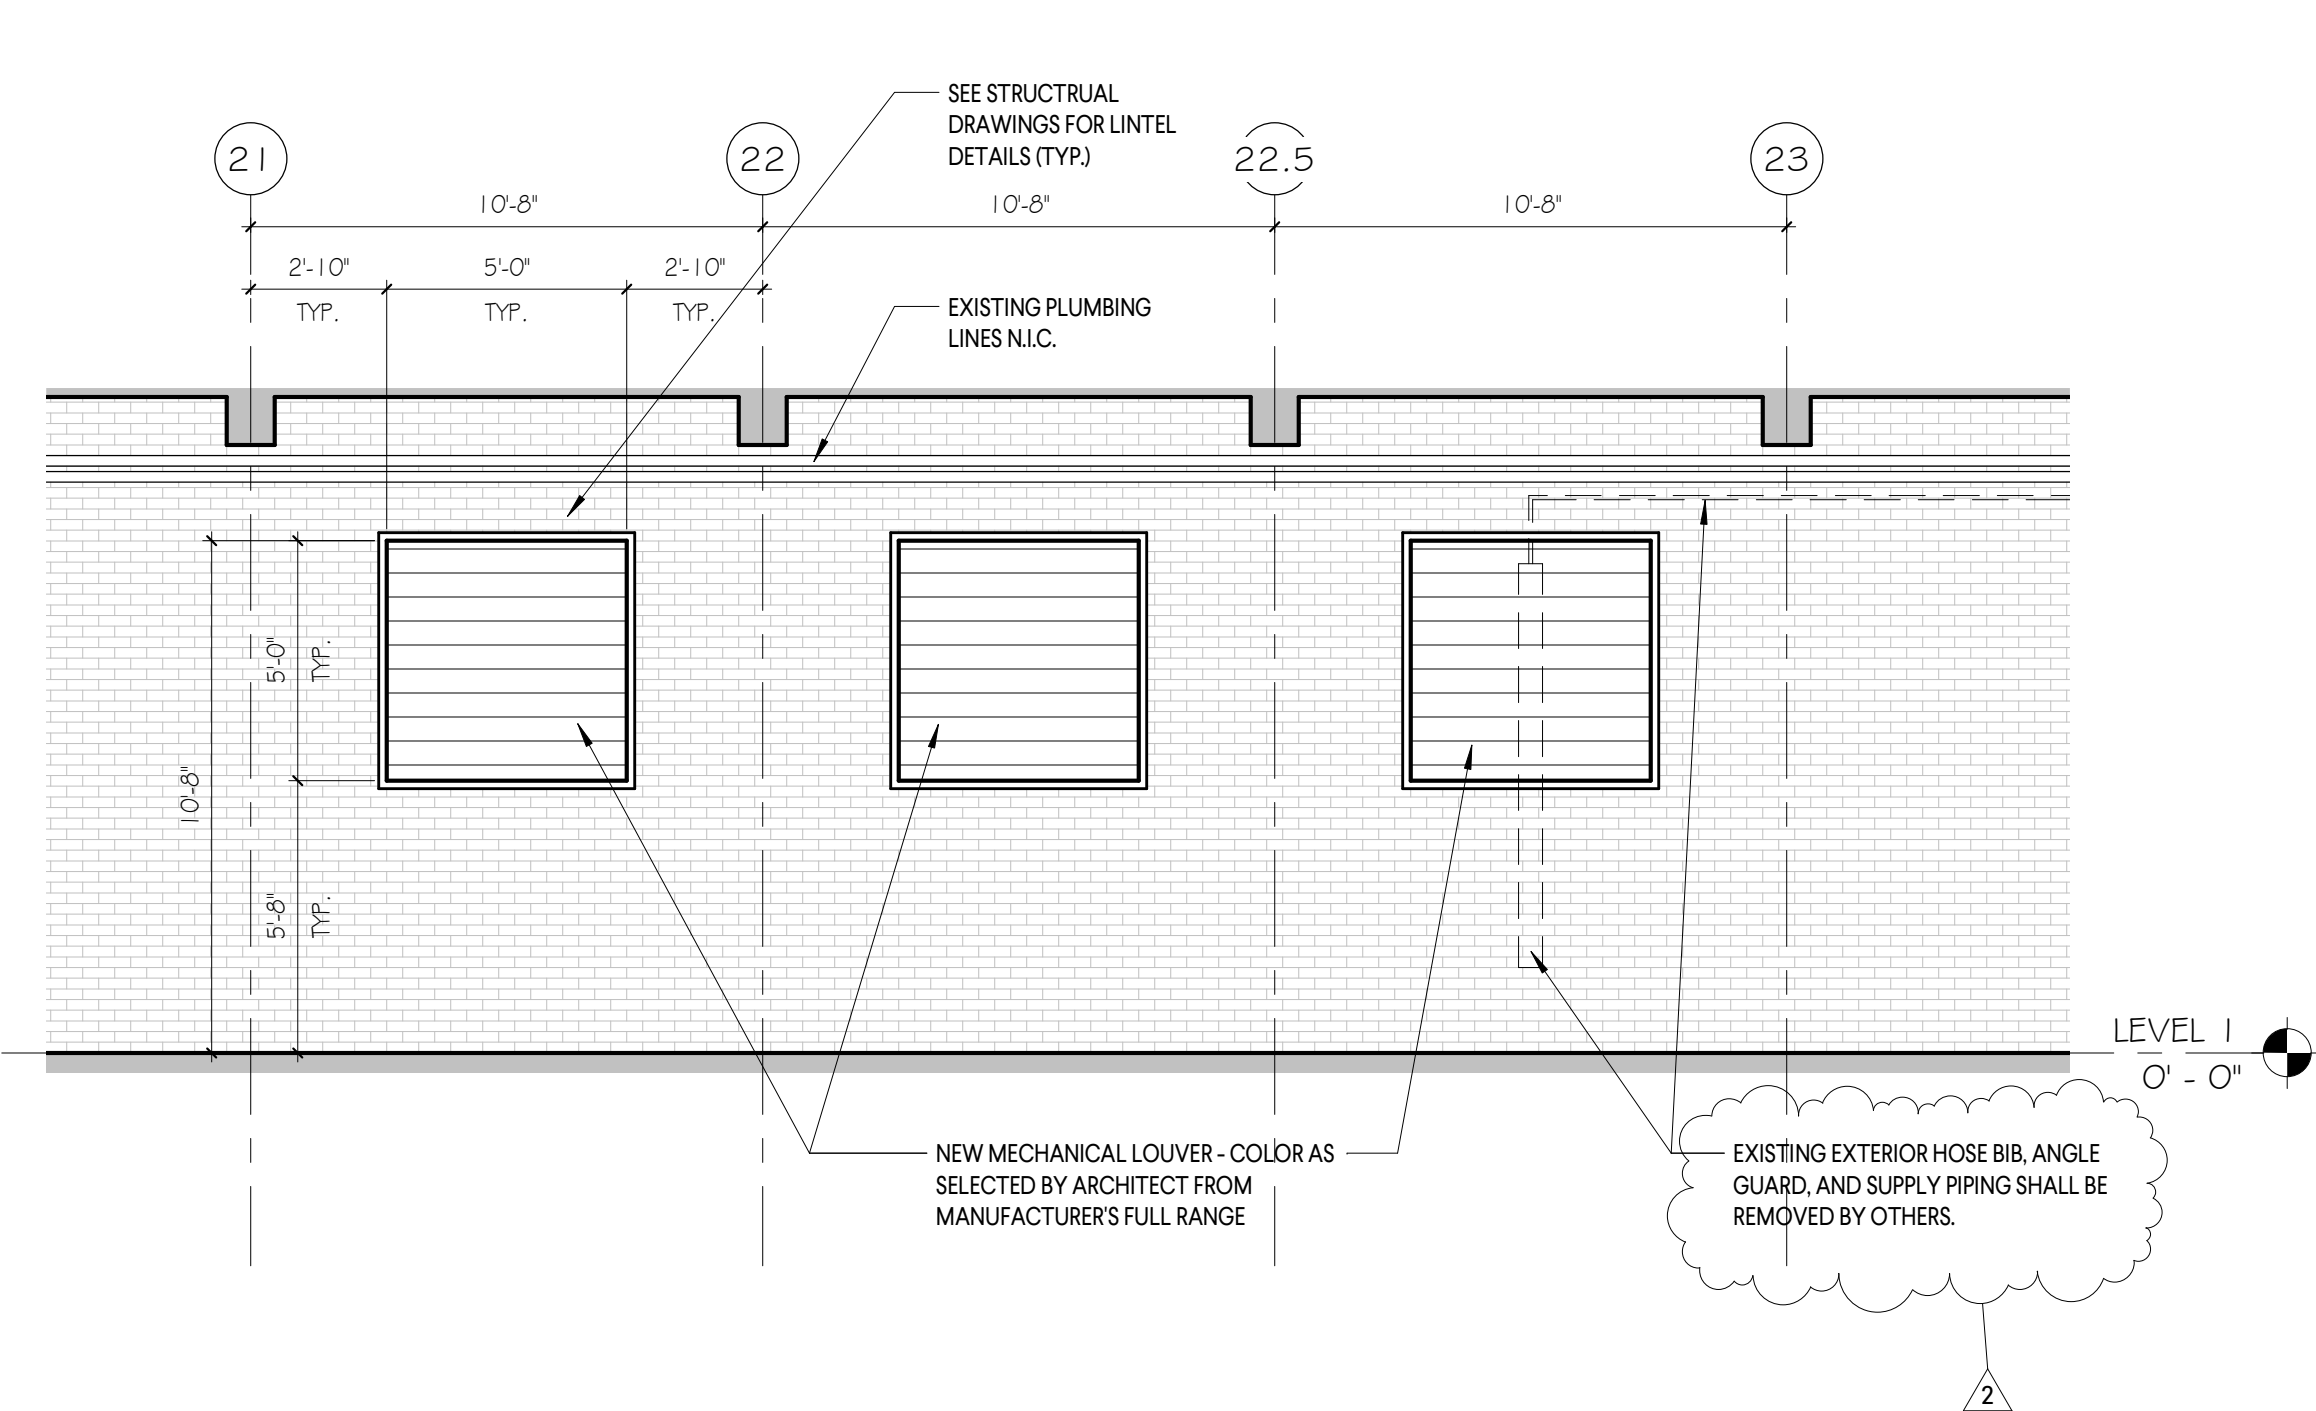 SEE STRUCTRUAL
DRAWINGS FOR LINTEL
DETAILS (TYP.)
21
22
22.5
23
10'-8"
10'-8"
10'-8"
2'-10"
5'-0"
2'-10"
TYP.
TYP.
TYP.
EXISTING PLUMBING
LINES N.I.C.
5'-0"
TYP.
10'-8"
5'-8"
TYP.
LEVEL 1
0' - 0"
NEW MECHANICAL LOUVER - COLOR AS
SELECTED BY ARCHITECT FROM
MANUFACTURER'S FULL RANGE
EXISTING EXTERIOR HOSE BIB, ANGLE
GUARD, AND SUPPLY PIPING SHALL BE
REMOVED BY OTHERS.
2